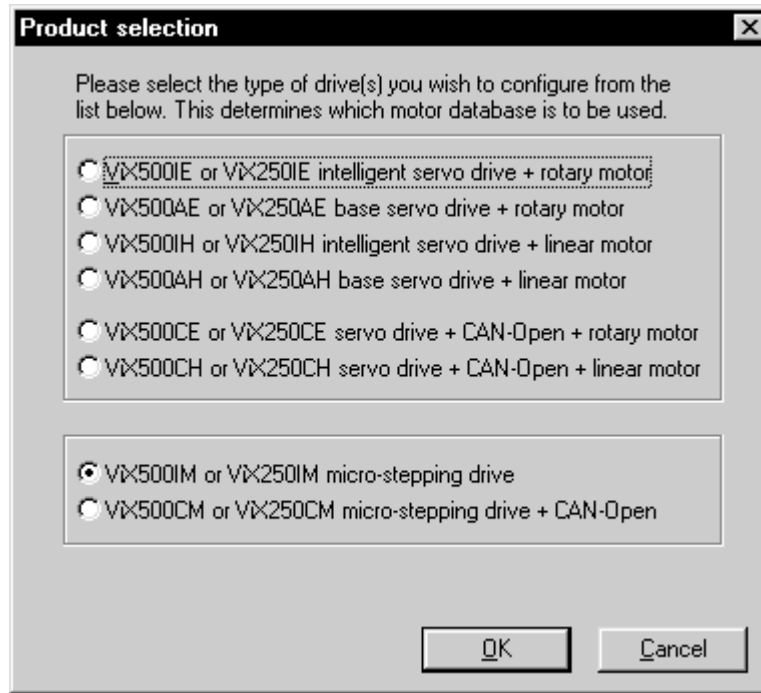 Product selection
Please select the type of drive(s) you wish to configure from the
list below. This determines which motor database is to be used.
ViX500IE or ViX250IE intelligent servo drive + rotary motor
ViX500AE or ViX250AE base servo drive + rotary motor
ViX500IH or ViX250IH intelligent servo drive + linear motor
ViX500AH or ViX250AH base servo drive + linear motor
ViX500CE or ViX250CE servo drive + CAN-Open + rotary motor
ViX500CH or ViX250CH servo drive + CAN-Open + linear motor
ViX500IM or ViX250IM micro-stepping drive
ViX500CM or ViX250CM micro-stepping drive + CAN-Open
OK Cancel